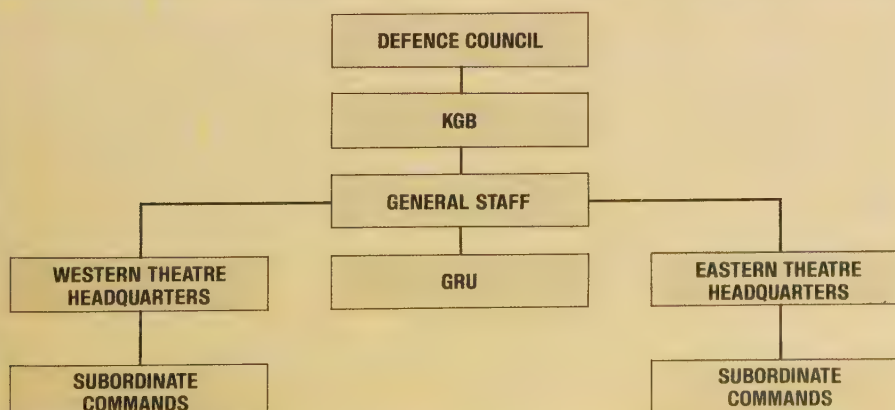 DEFENCE COUNCIL
KGB
GENERAL STAFF
GRU
WESTERN THEATRE
HEADQUARTERS
SUBORDINATE
COMMANDS
EASTERN THEATRE
HEADQUARTERS
SUBORDINATE
COMMANDS